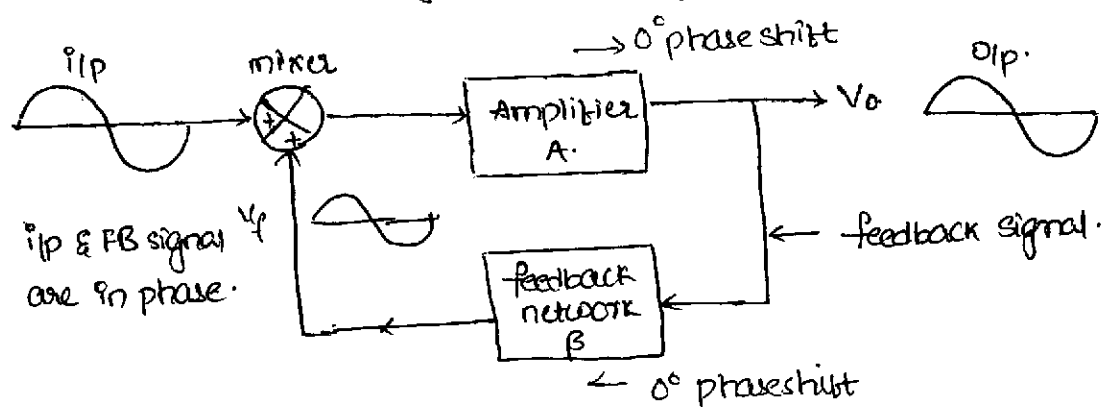 → 0° phase shift
i/p
mixer
O/p.
Amplifier
A.
Vo
+
+
i/p & FB signal
are in phase.
Vf
← feedback signal.
feedback
network
β
← 0° phaseshift